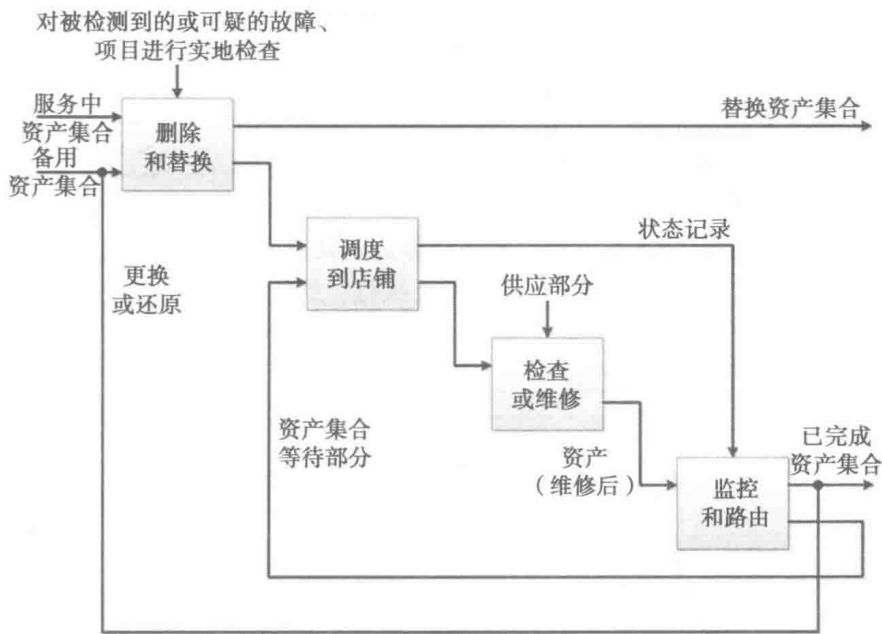 对被检测到的或可疑的故障、
项目进行实地检查
服务中
资产集合
备用
资产集合
删除
和替换
替换资产集合
更换
或还原
调度
到店铺
状态记录
供应部分
检查
或维修
资产集合
等待部分
资产
（维修后）
监控
和路由
已完成
资产集合